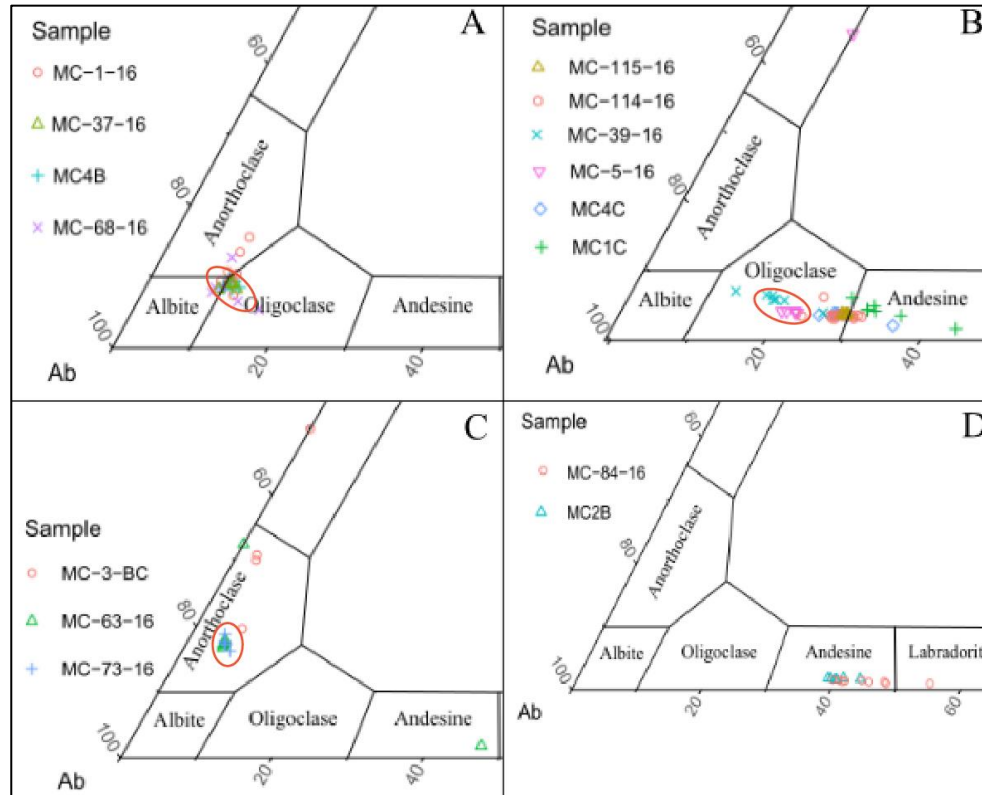 A
Sample
MC-1-16
MC-37-16
MC4B
MC-68-16
60
80
100
Anorthoclase
Albite
Oligoclase
Andesine
Ab
20
40
B
Sample
MC-115-16
MC-114-16
MC-39-16
MC-5-16
MC4C
MC1C
60
80
100
Anorthoclase
Oligoclase
Albite
Andesine
Ab
20
40
C
Sample
MC-3-BC
MC-63-16
MC-73-16
60
80
100
Anorthoclase
Albite
Oligoclase
Andesine
Ab
20
40
D
Sample
MC-84-16
MC2B
60
80
100
Anorthoclase
Albite
Oligoclase
Andesine
Labradorit
Ab
20
40
60